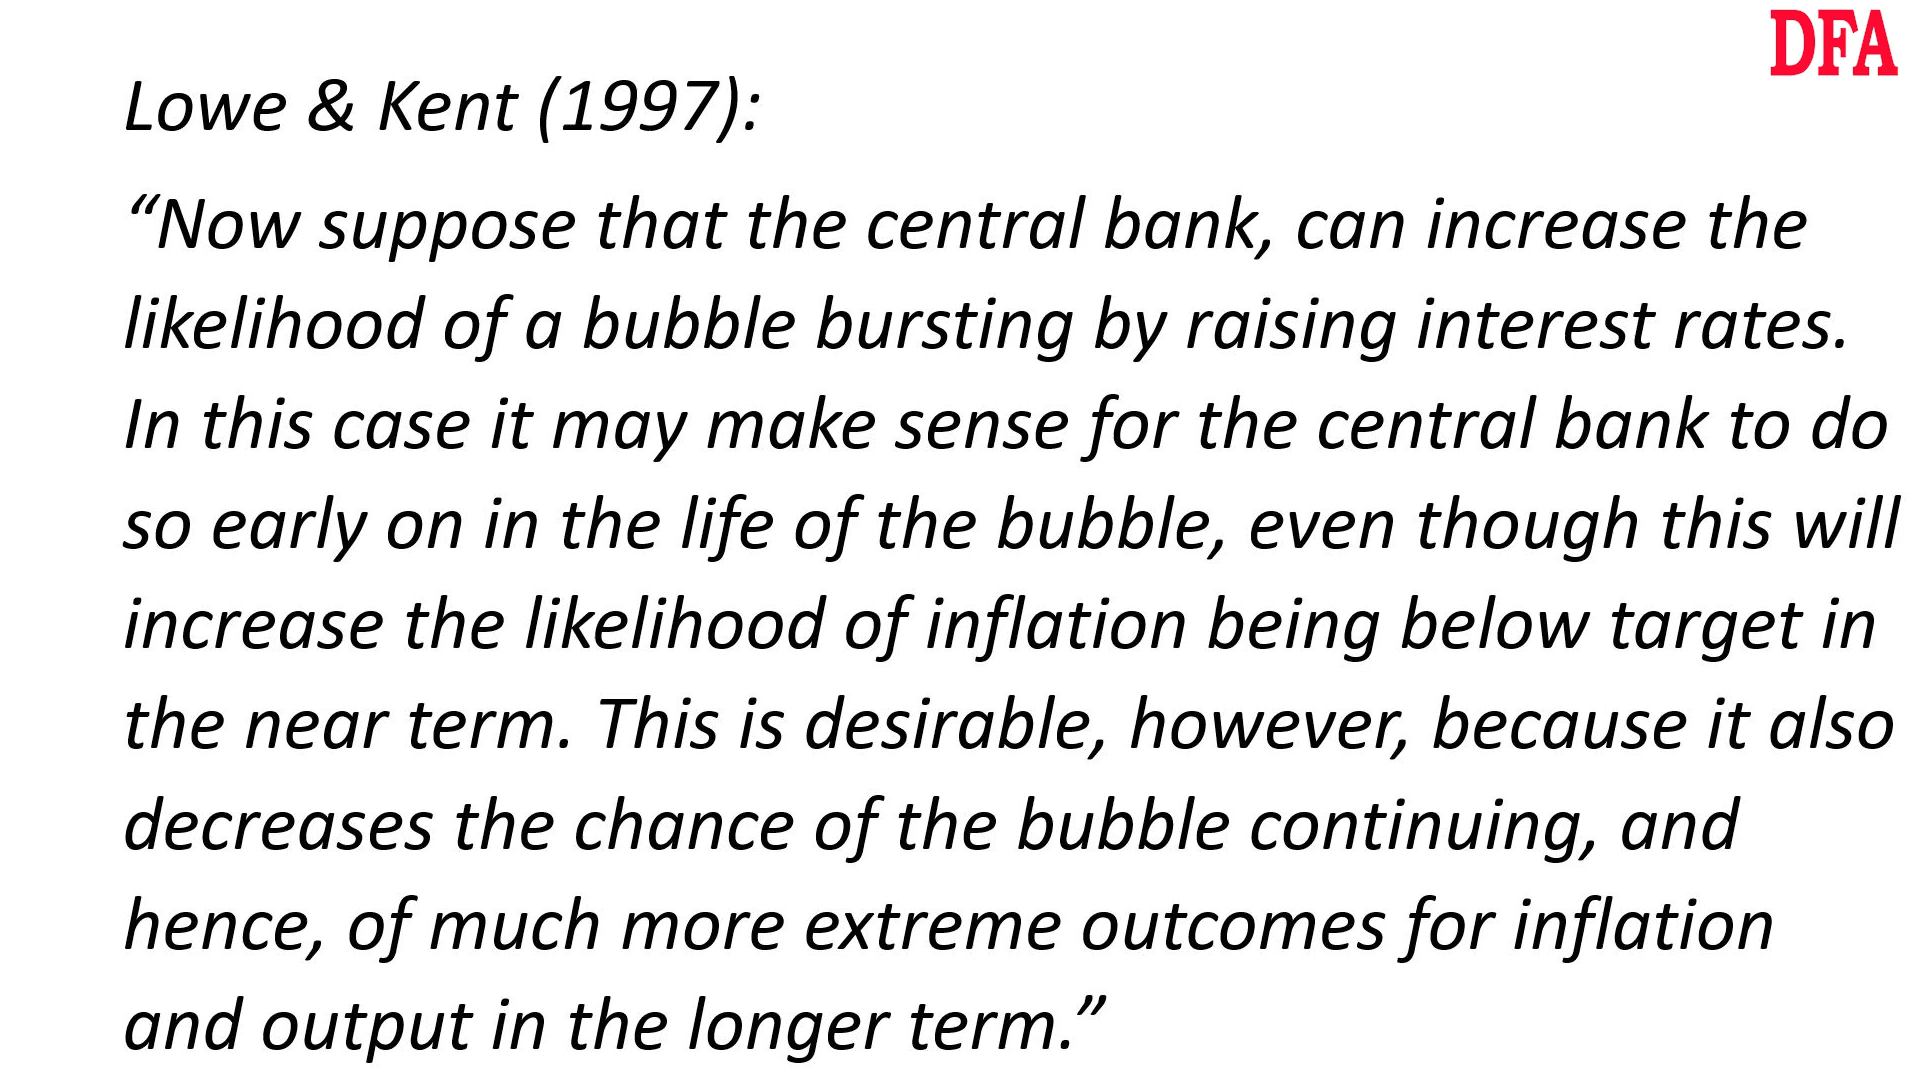 DFA
Lowe & Kent (1997):
“Now suppose that the central bank, can increase the
likelihood of a bubble bursting by raising interest rates.
In this case it may make sense for the central bank to do
so early on in the life of the bubble, even though this will
increase the likelihood of inflation being below target in
the near term. This is desirable, however, because it also
decreases the chance of the bubble continuing, and
hence, of much more extreme outcomes for inflation
and output in the longer term.”